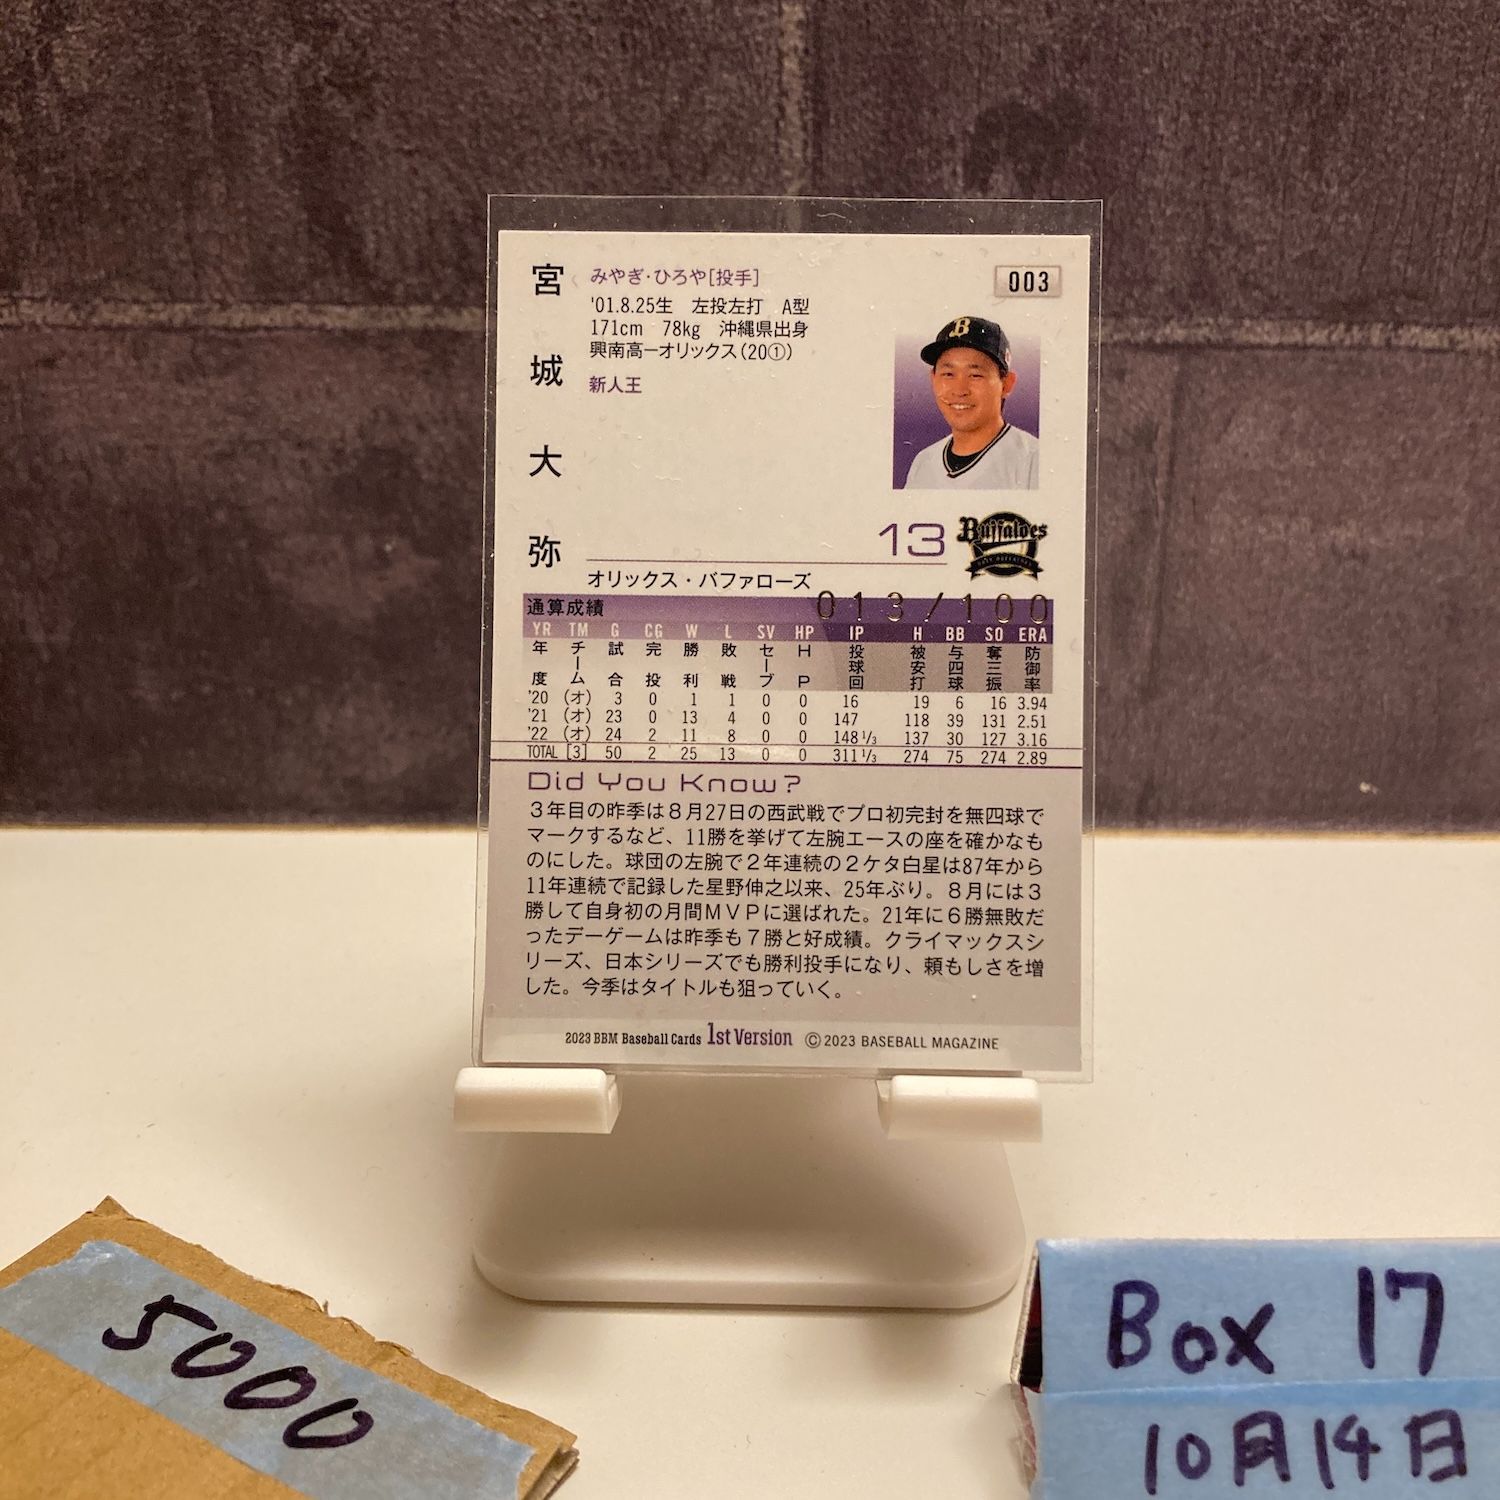 003
宮城大弥
みやぎ・ひろや[投手]
'01.8.25生 左投左打 A型
171cm 78kg 沖縄県出身
興南高ーオリックス(20①)
新人王
B
13
Buffaloes
オリックス・バファローズ
013/100
通算成績
YR TM G CG W L SV HP IP H BB SO ERA
年度 チーム 試合 完投 勝利 敗戦 セーブ HP 投球回 被安打 与四球 奪三振 防御率
'20 (オ) 3 0 1 1 0 0 16 19 6 16 3.94
'21 (オ) 23 0 13 4 0 0 147 118 39 131 2.51
'22 (オ) 24 2 11 8 0 0 148 1/3 137 30 127 3.16
TOTAL [3] 50 2 25 13 0 0 311 1/3 274 75 274 2.89
Did You Know?
3年目の昨季は8月27日の西武戦でプロ初完封を無四球で
マークするなど、11勝を挙げて左腕エースの座を確かなも
のにした。球団の左腕で2年連続の2ケタ白星は87年から
11年連続で記録した星野伸之以来、25年ぶり。8月には3
勝して自身初の月間MVPに選ばれた。21年に6勝無敗だ
ったデーゲームは昨季も7勝と好成績。クライマックスシ
リーズ、日本シリーズでも勝利投手になり、頼もしさを増
した。今季はタイトルも狙っていく。
2023 BBM Baseball Cards 1st Version ©2023 BASEBALL MAGAZINE
5000
Box 17
10月14日